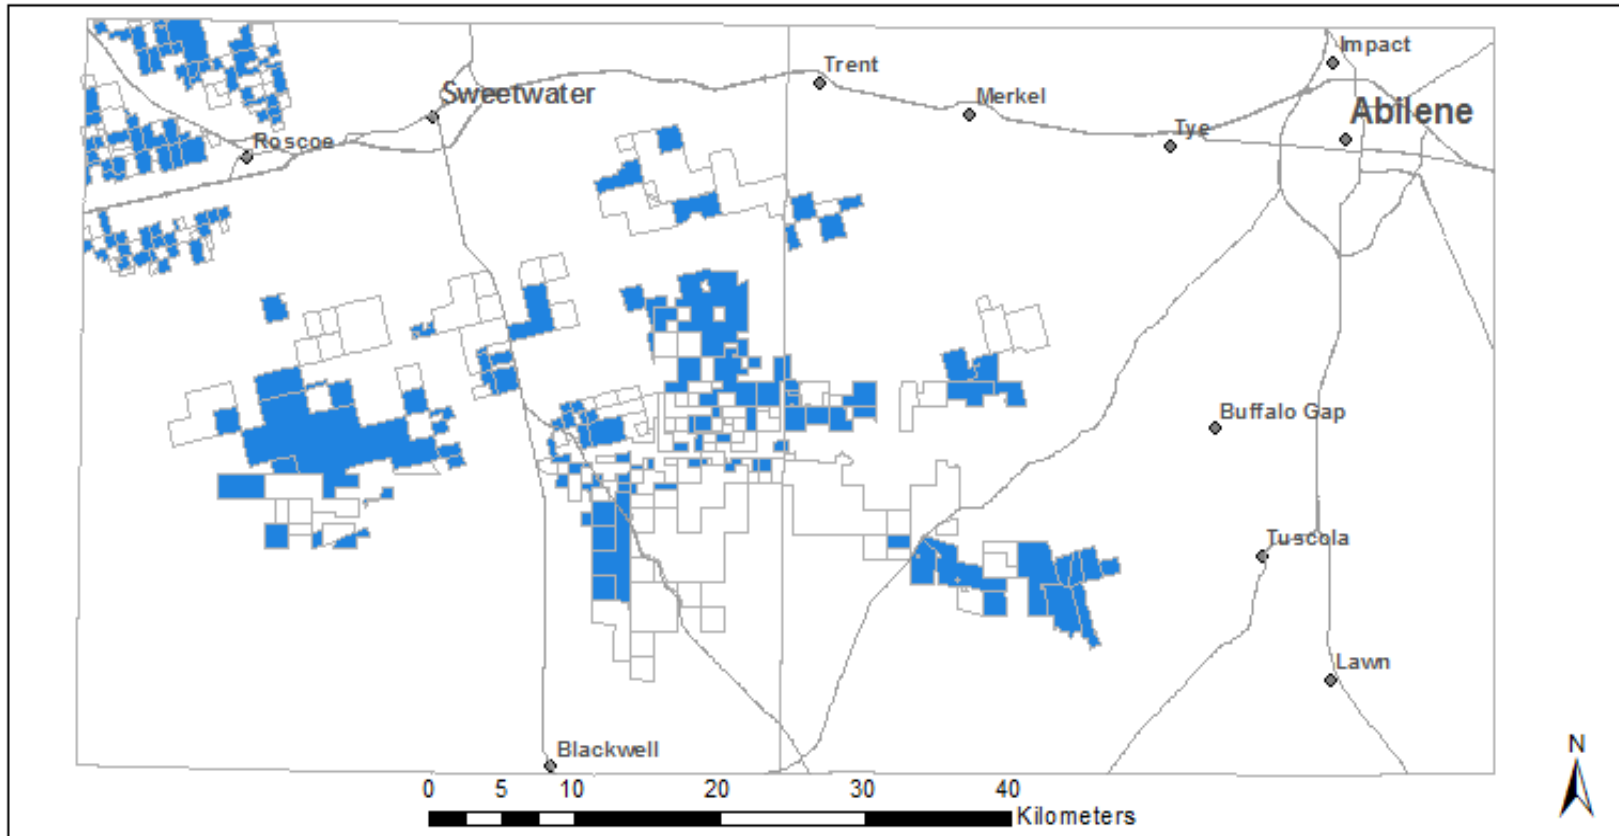 Impact
Trent
Sweetwater
Merkel
Abilene
Tye
Roscoe
Buffalo Gap
Tuscola
Lawn
Blackwell
N
0 5 10 20 30 40
Kilometers